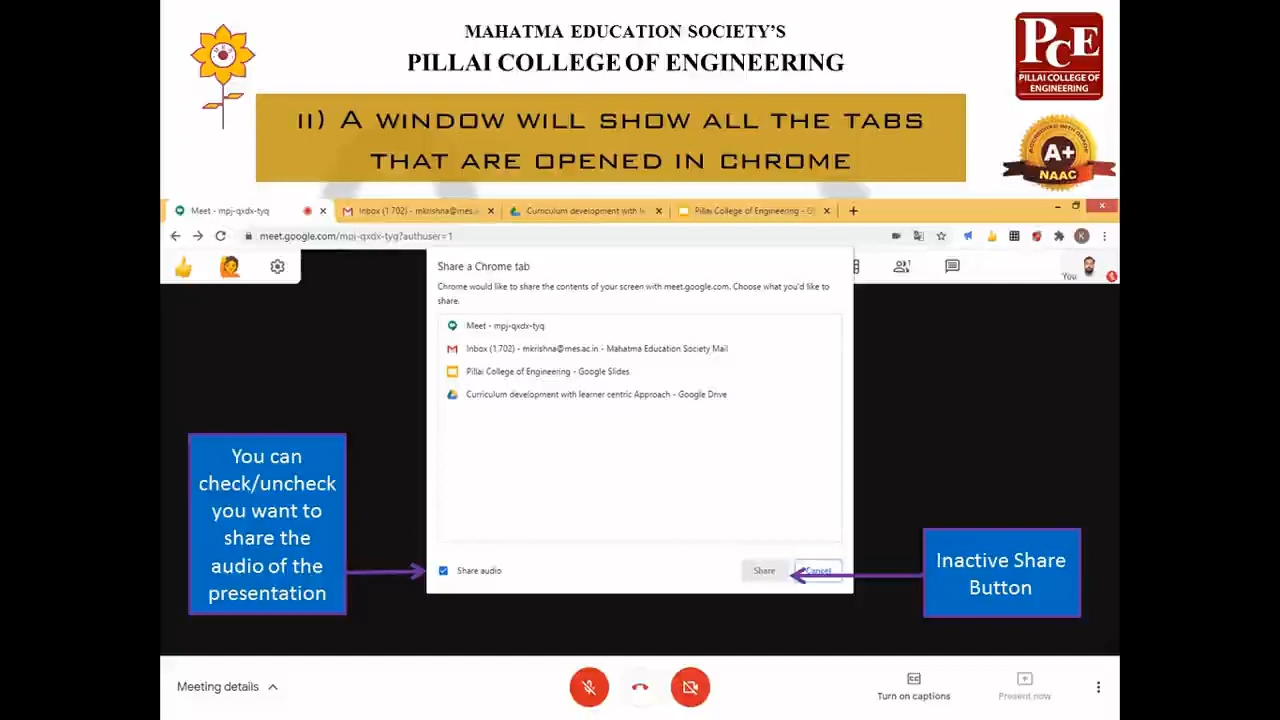 MAHATMA EDUCATION SOCIETY'S
PILLAI COLLEGE OF ENGINEERING
PCE
PILLAI COLLEGE OF
ENGINEERING
ACCREDITED WITH GRADE
A+
NAAC
II) A WINDOW WILL SHOW ALL THE TABS
THAT ARE OPENED IN CHROME
Meet - mpj-qxdx-tyq
Inbox (1,702) - mkrishna@mes.
Curriculum development with
Pillai College of Engineering - G
meet.google.com/mpj-qxdx-tyq?authuser=1
K
You
Share a Chrome tab
Chrome would like to share the contents of your screen with meet.google.com. Choose what you'd like to
share.
Meet - mpj-qxdx-tyq
Inbox (1,702) - mkrishna@mes.ac.in - Mahatma Education Society Mail
Pillai College of Engineering - Google Slides
Curriculum development with learner centric Approach - Google Drive
You can
check/uncheck
you want to
share the
audio of the
presentation
Share audio
Share
Cancel
Inactive Share
Button
Meeting details
CC
Turn on captions
Present now